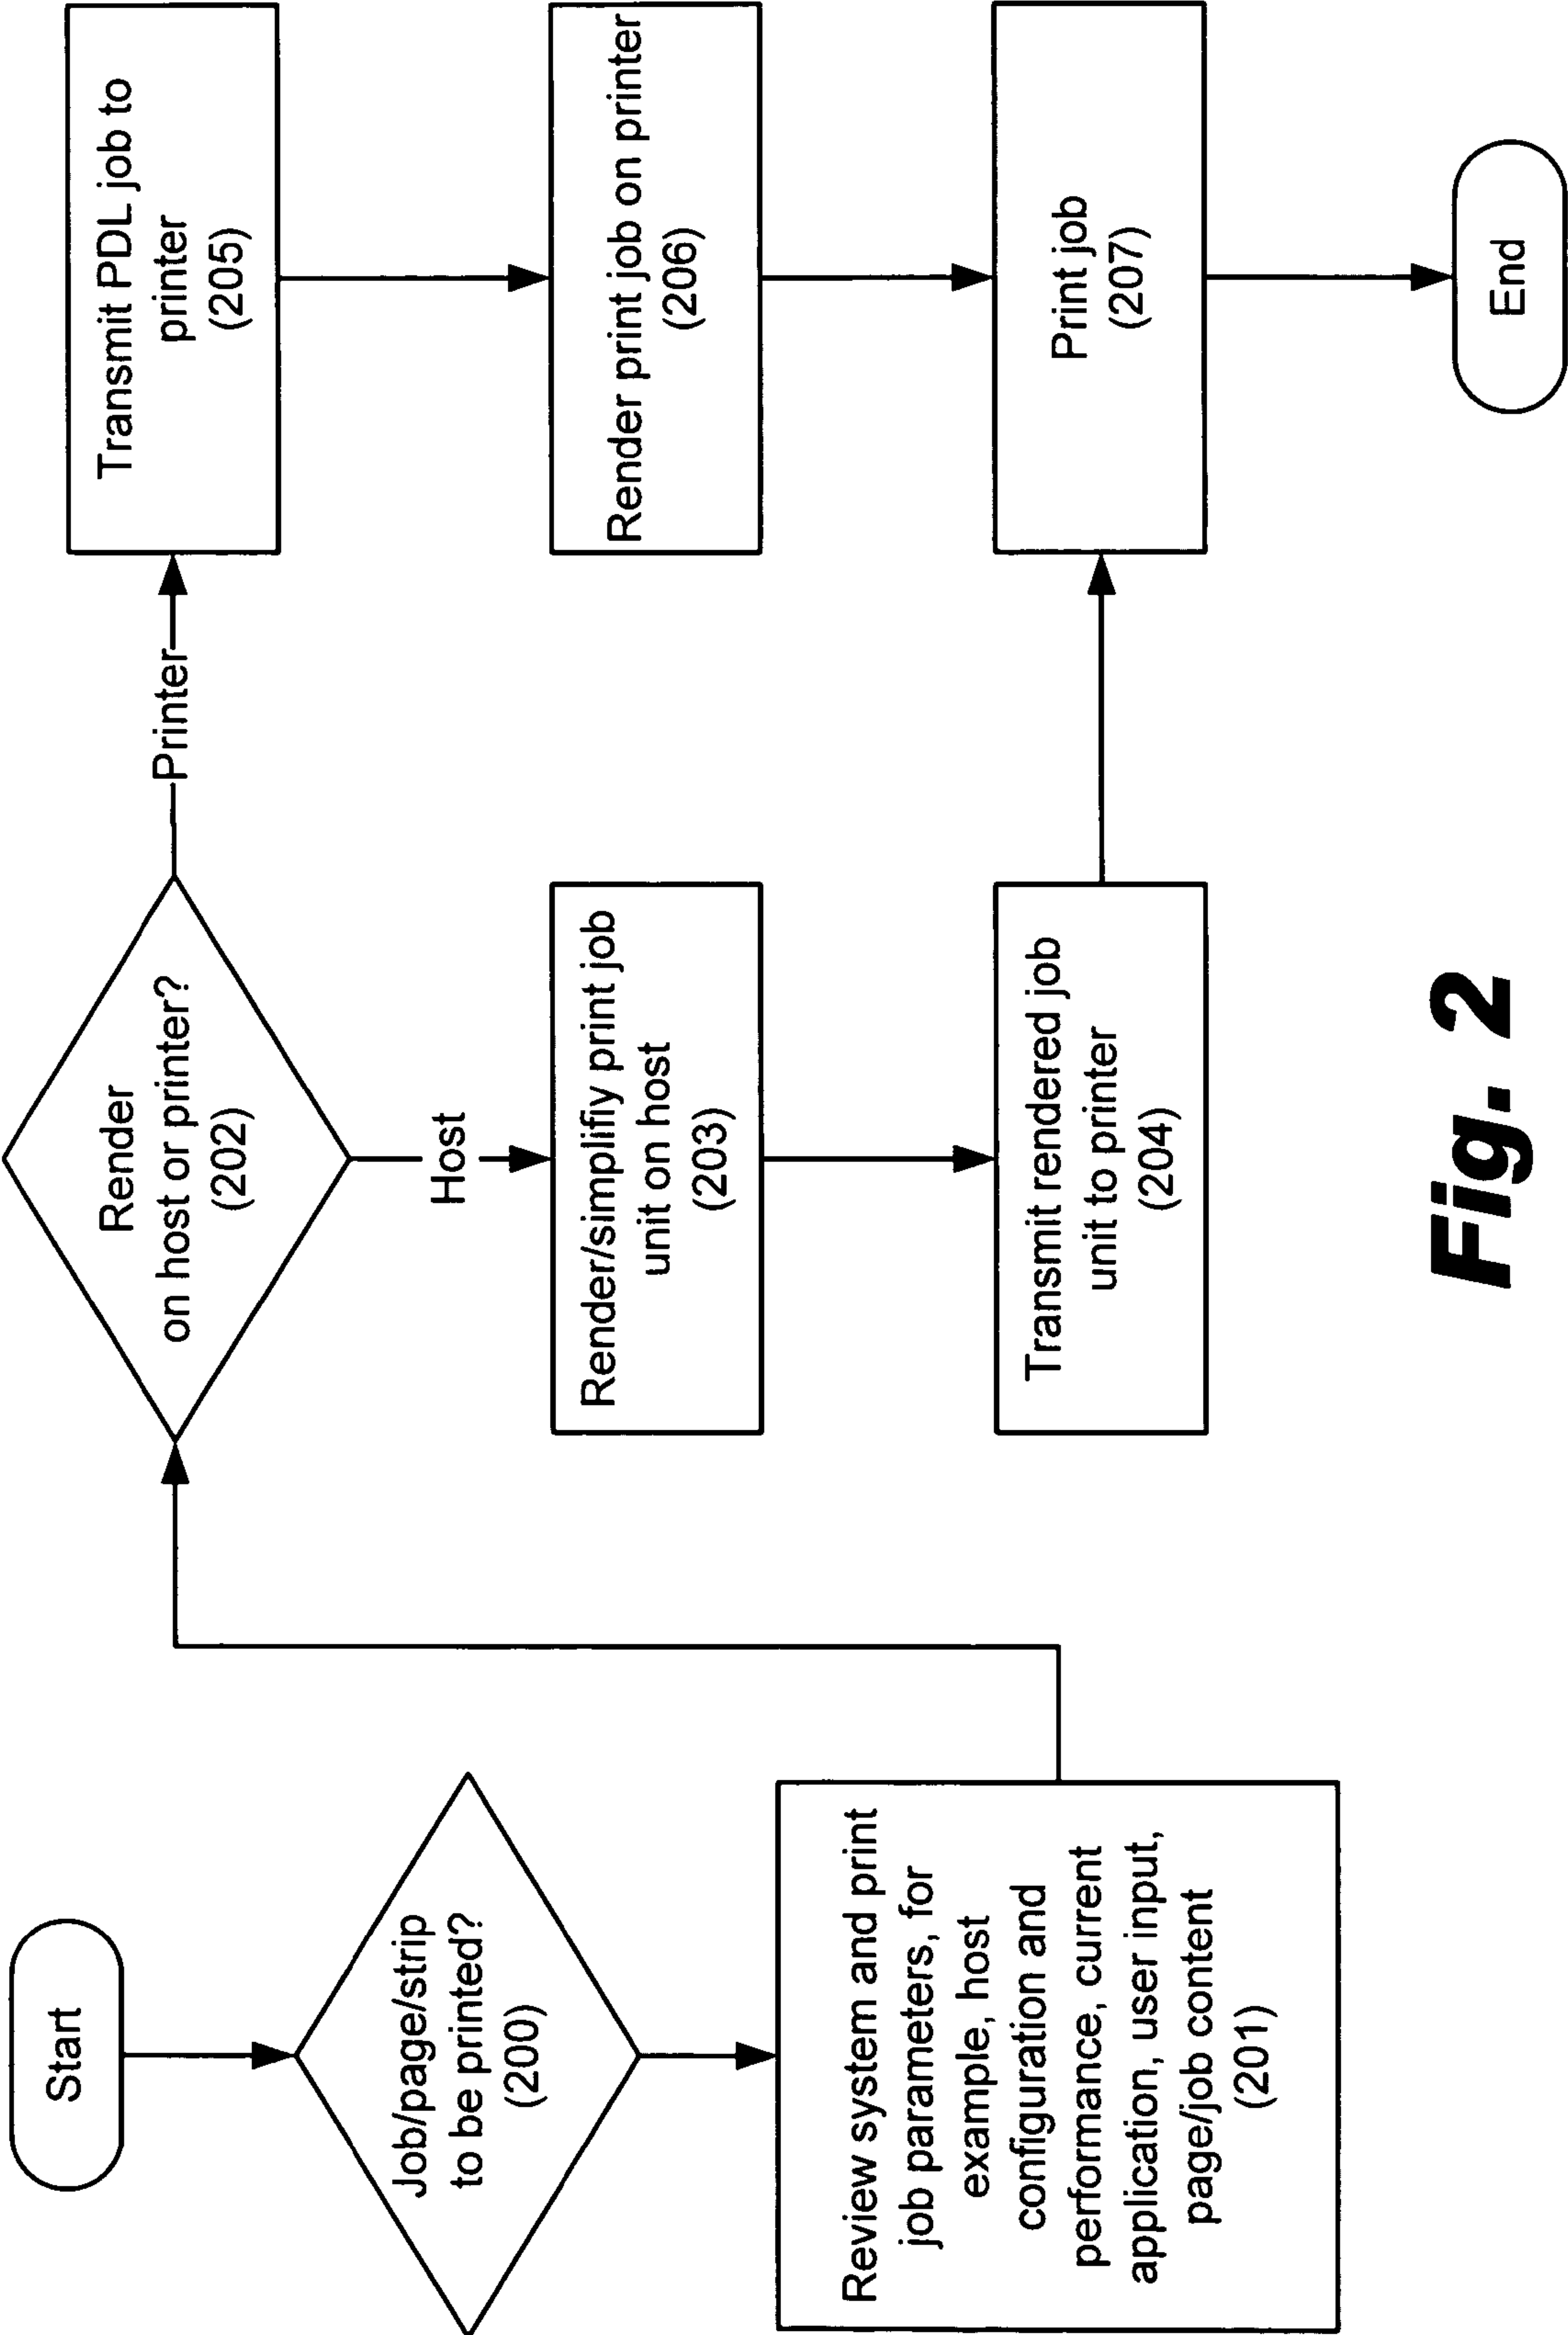 Start
Job/page/strip
to be printed?
(200)
Review system and print
job parameters, for
example, host
configuration and
performance, current
application, user input,
page/job content
(201)
Render
on host or printer?
(202)
Host
Printer
Render/simplifiy print job
unit on host
(203)
Transmit rendered job
unit to printer
(204)
Transmit PDL job to
printer
(205)
Render print job on printer
(206)
Print job
(207)
End
Fig. 2